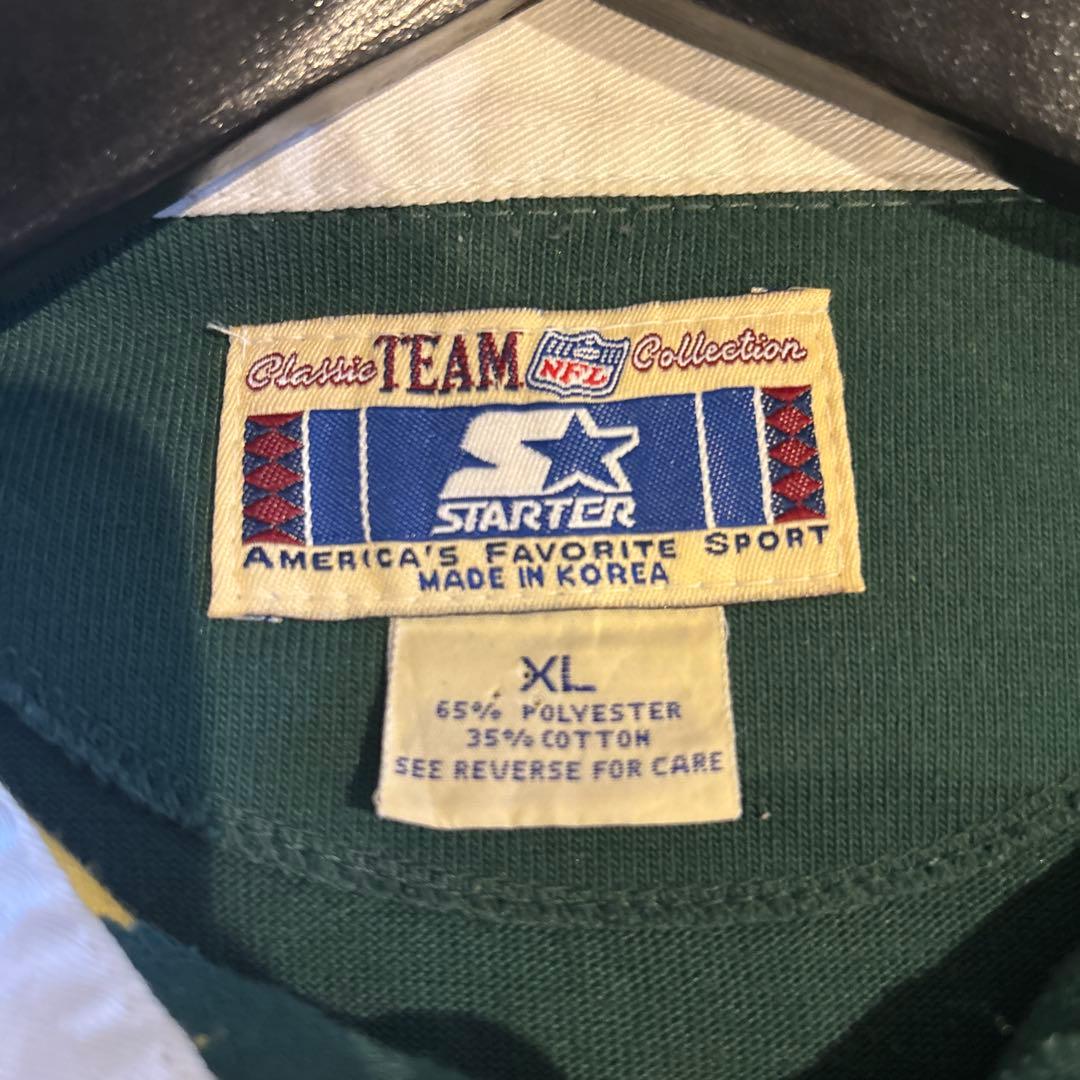 Classic TEAM NFL Collection
STARTER
AMERICA'S FAVORITE SPORT
MADE IN KOREA
XL
65% POLYESTER
35% COTTON
SEE REVERSE FOR CARE